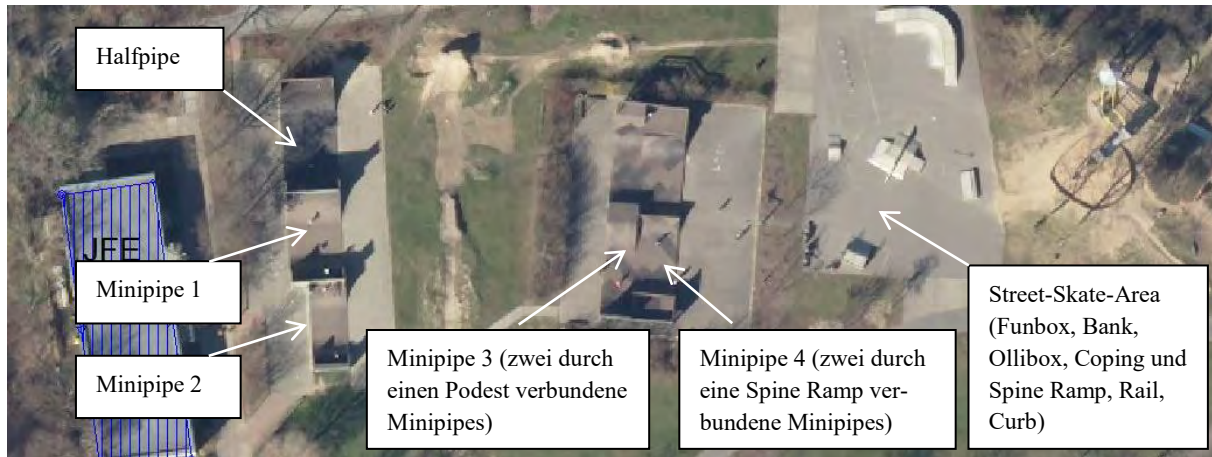 Halfpipe
JFE
Minipipe 1
Minipipe 2
Minipipe 3 (zwei durch
einen Podest verbundene
Minipipes)
Minipipe 4 (zwei durch
eine Spine Ramp ver-
bundene Minipipes)
Street-Skate-Area
(Funbox, Bank,
Ollibox, Coping und
Spine Ramp, Rail,
Curb)